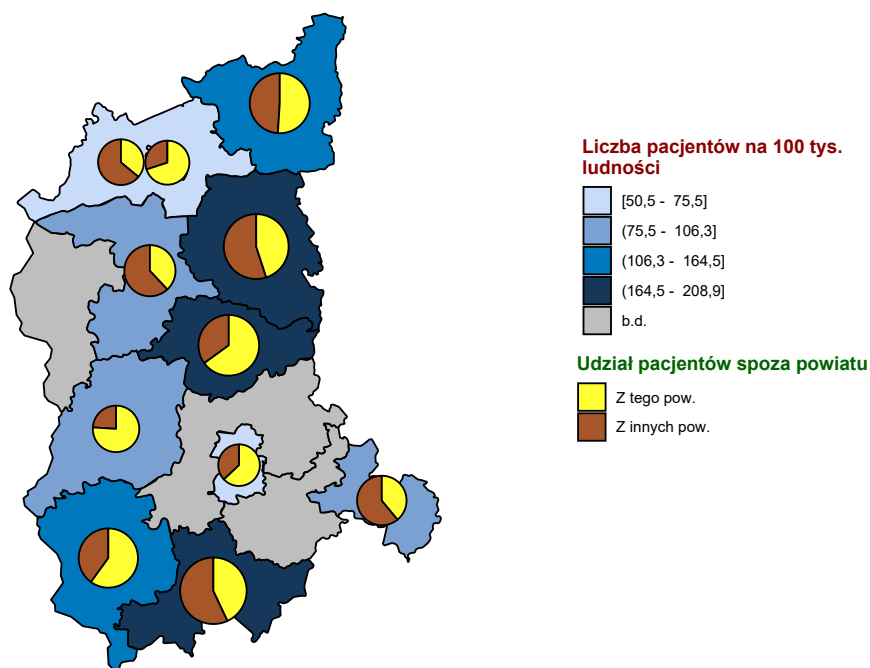 Liczba pacjentów na 100 tys.
ludności
[50,5 - 75,5]
(75,5 - 106,3]
(106,3 - 164,5]
(164,5 - 208,9]
b.d.
Udział pacjentów spoza powiatu
Z tego pow.
Z innych pow.